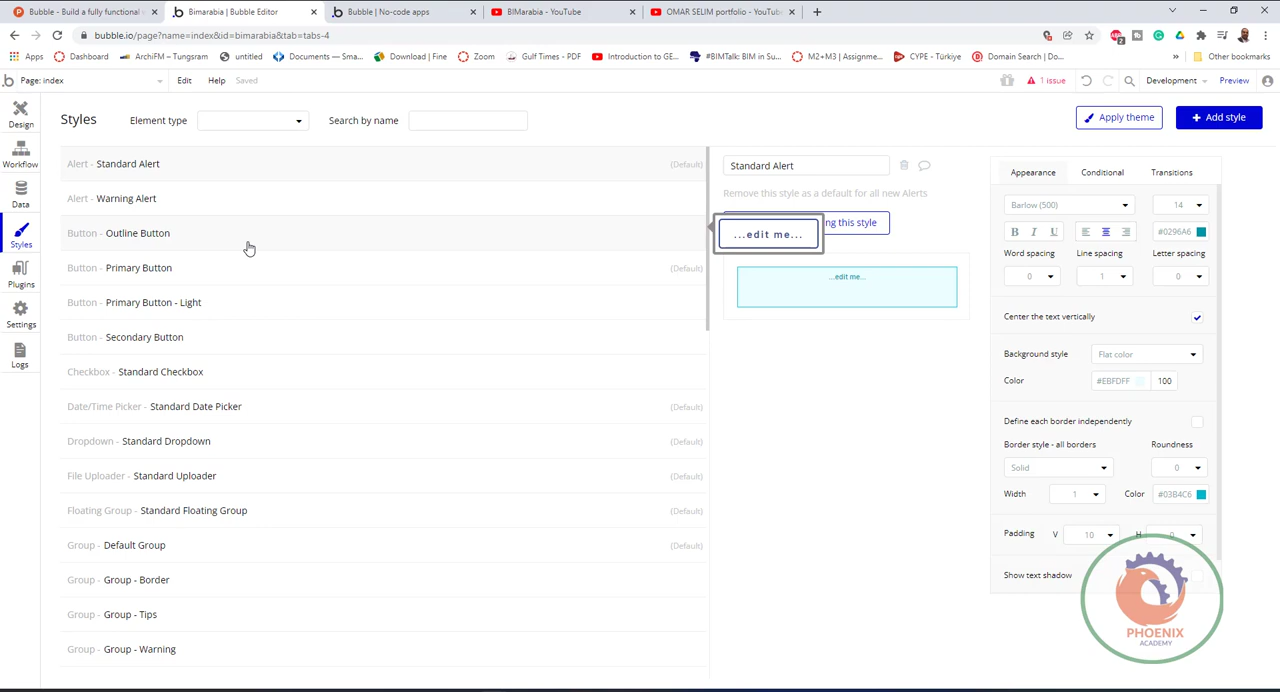 Bubble - Build a fully functional v
Bimarabia | Bubble Editor
Bubble | No-code apps
BIMarabia - YouTube
OMAR SELIM portfolio - YouTub
bubble.io/page?name=index&id=bimarabia&tab=tabs-4
Apps
Dashboard
ArchiFM — Tungsram
untitled
Documents — Sma...
Download | Fine
Zoom
Gulf Times - PDF
Introduction to GE...
#BIMTalk: BIM in Su...
M2+M3 | Assignme...
CYPE - Türkiye
Domain Search | Do...
Other bookmarks
Page: index
Edit
Help
Saved
1 issue
Development
Preview
Design
Workflow
Data
Styles
Plugins
Settings
Logs
Styles
Element type
Search by name
Apply theme
+ Add style
Alert - Standard Alert (Default)
Alert - Warning Alert
Button - Outline Button
Button - Primary Button (Default)
Button - Primary Button - Light
Button - Secondary Button
Checkbox - Standard Checkbox
Date/Time Picker - Standard Date Picker (Default)
Dropdown - Standard Dropdown (Default)
File Uploader - Standard Uploader (Default)
Floating Group - Standard Floating Group (Default)
Group - Default Group (Default)
Group - Group - Border
Group - Group - Tips
Group - Group - Warning
Standard Alert
Remove this style as a default for all new Alerts
ng this style
...edit me...
...edit me...
Appearance
Conditional
Transitions
Barlow (500)
14
B I U
#0296A6
Word spacing
Line spacing
Letter spacing
0
1
0
Center the text vertically
Background style
Flat color
Color
#EBFDFF
100
Define each border independently
Border style - all borders
Roundness
Solid
0
Width
1
Color
#03B4C6
Padding
V
10
H
0
Show text shadow
PHOENIX
ACADEMY